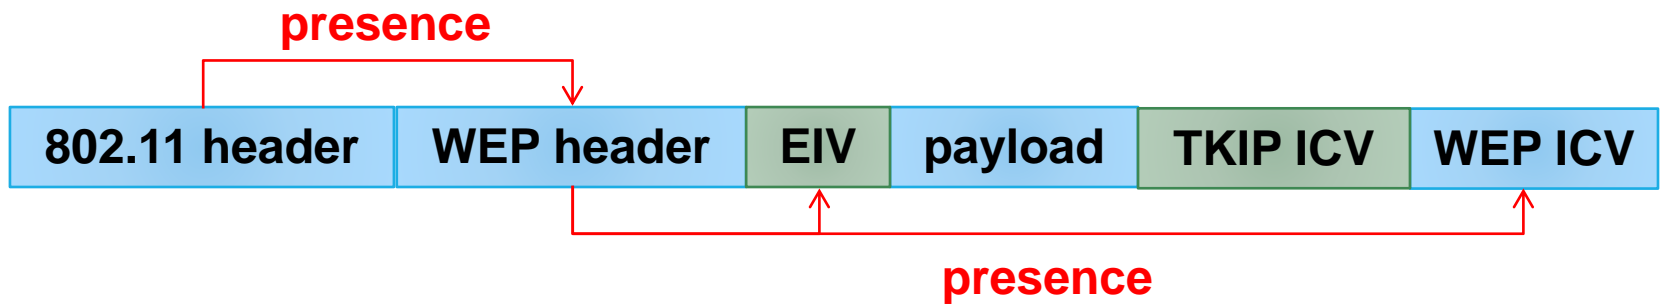 presence
802.11 header WEP header EIV payload TKIP ICV WEP ICV
presence